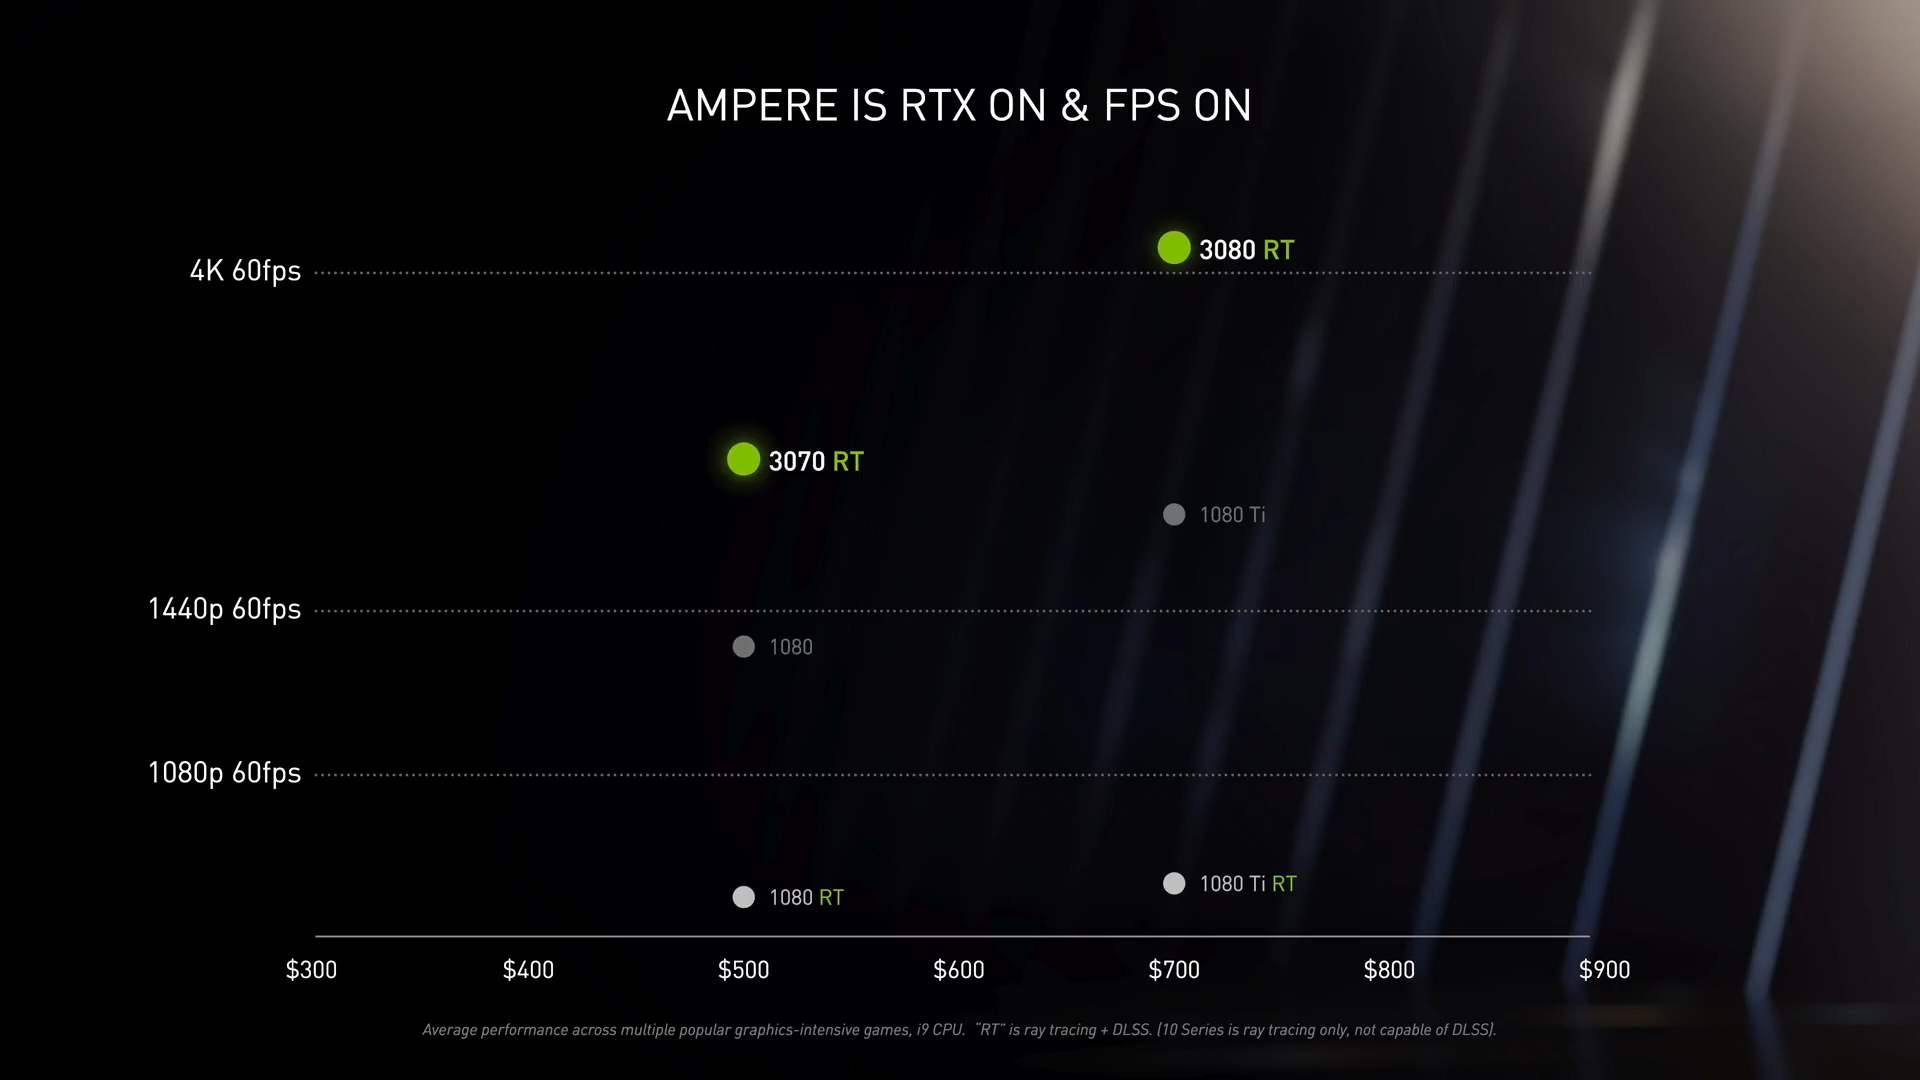 AMPERE IS RTX ON & FPS ON
4K 60fps
3080 RT
3070 RT
1080 Ti
1440p 60fps
1080
1080p 60fps
1080 Ti RT
1080 RT
$300 $400 $500 $600 $700 $800 $900
Average performance across multiple popular graphics-intensive games, i9 CPU. "RT" is ray tracing + DLSS. (10 Series is ray tracing only, not capable of DLSS).